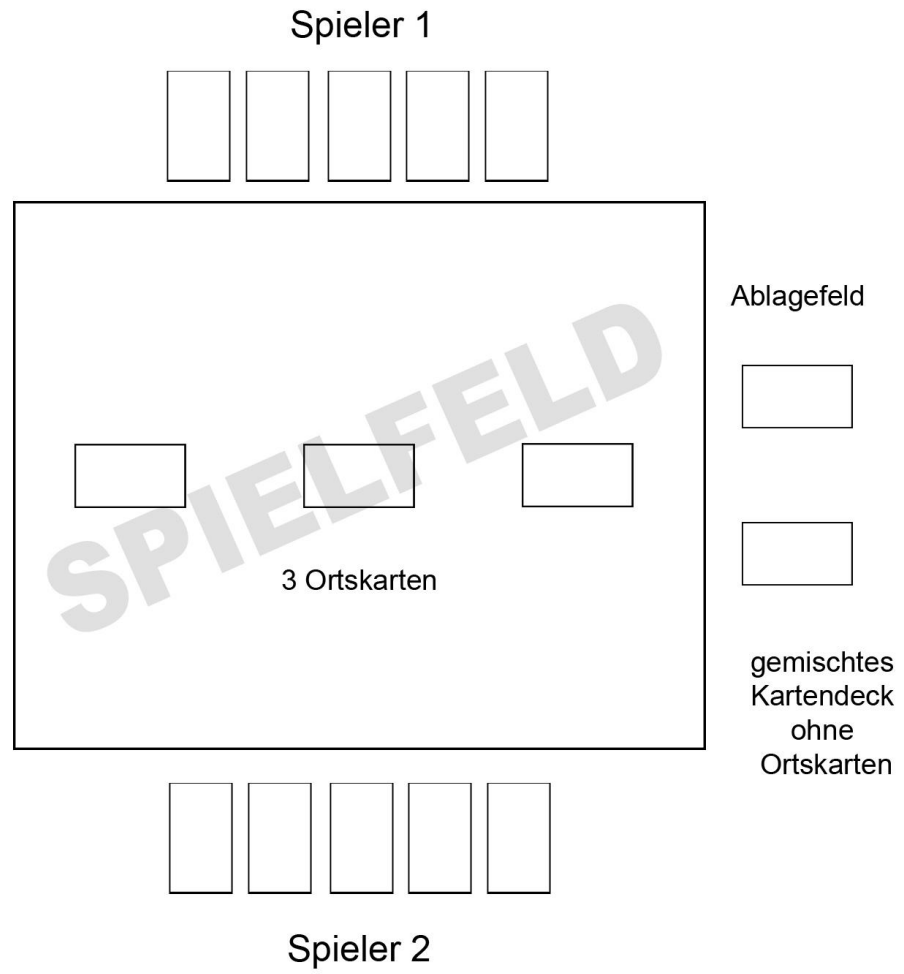 Spieler 1
Ablagefeld
SPIELFELD
3 Ortskarten
gemischtes
Kartendeck
ohne
Ortskarten
Spieler 2